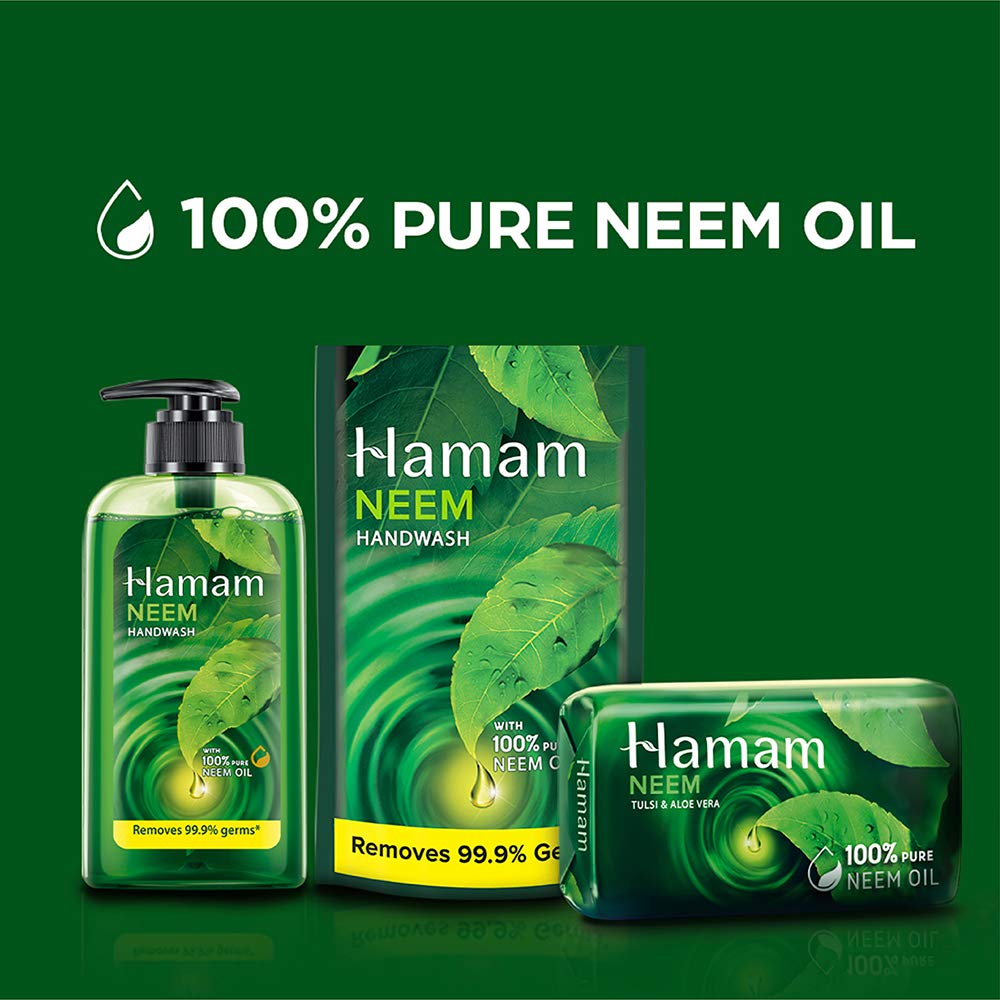 100% PURE NEEM OIL
Hamam
NEEM
HANDWASH
WITH
100% PURE
NEEM OIL
Removes 99.9% germs*
Hamam
NEEM
HANDWASH
WITH
100% PU
NEEM O
Removes 99.9% Ge
Hamam
Hamam
NEEM
TULSI & ALOE VERA
100% PURE
NEEM OIL